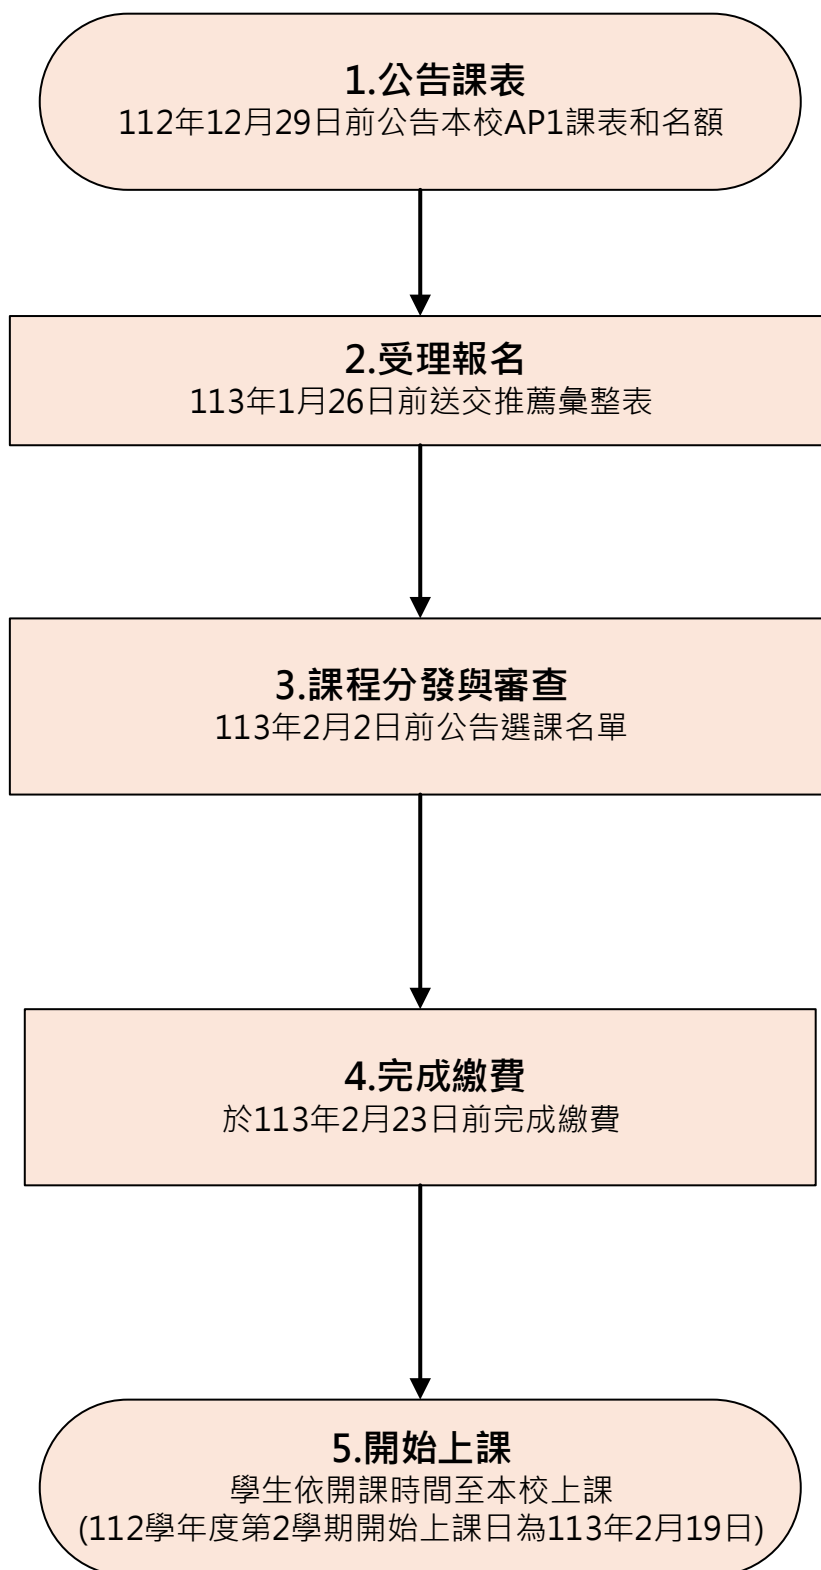 1.公告課表
112年12月29日前公告本校AP1課表和名額
2.受理報名
113年1月26日前送交推薦彙整表
3.課程分發與審查
113年2月2日前公告選課名單
4.完成繳費
於113年2月23日前完成繳費
5.開始上課
學生依開課時間至本校上課
(112學年度第2學期開始上課日為113年2月19日)